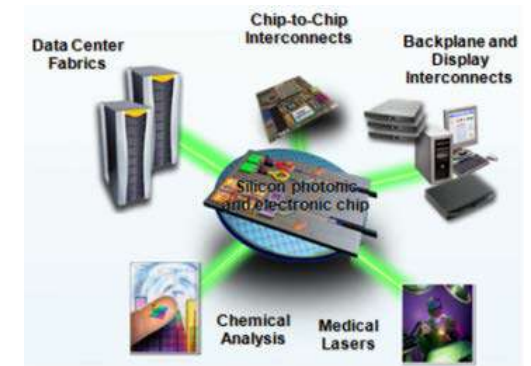 Chip-to-Chip
Interconnects
Data Center
Fabrics
Backplane and
Display
Interconnects
Silicon photonic
and electronic chip
Chemical
Analysis
Medical
Lasers